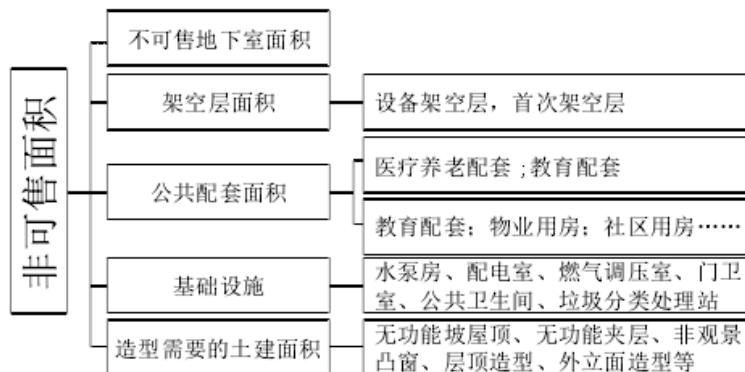 非可售面积
不可售地下室面积
架空层面积
设备架空层，首次架空层
公共配套面积
医疗养老配套；教育配套
教育配套；物业用房；社区用房……
基础设施
水泵房、配电室、燃气调压室、门卫
室、公共卫生间、垃圾分类处理站
造型需要的土建面积
无功能坡屋顶、无功能夹层、非观景
凸窗、层顶造型、外立面造型等